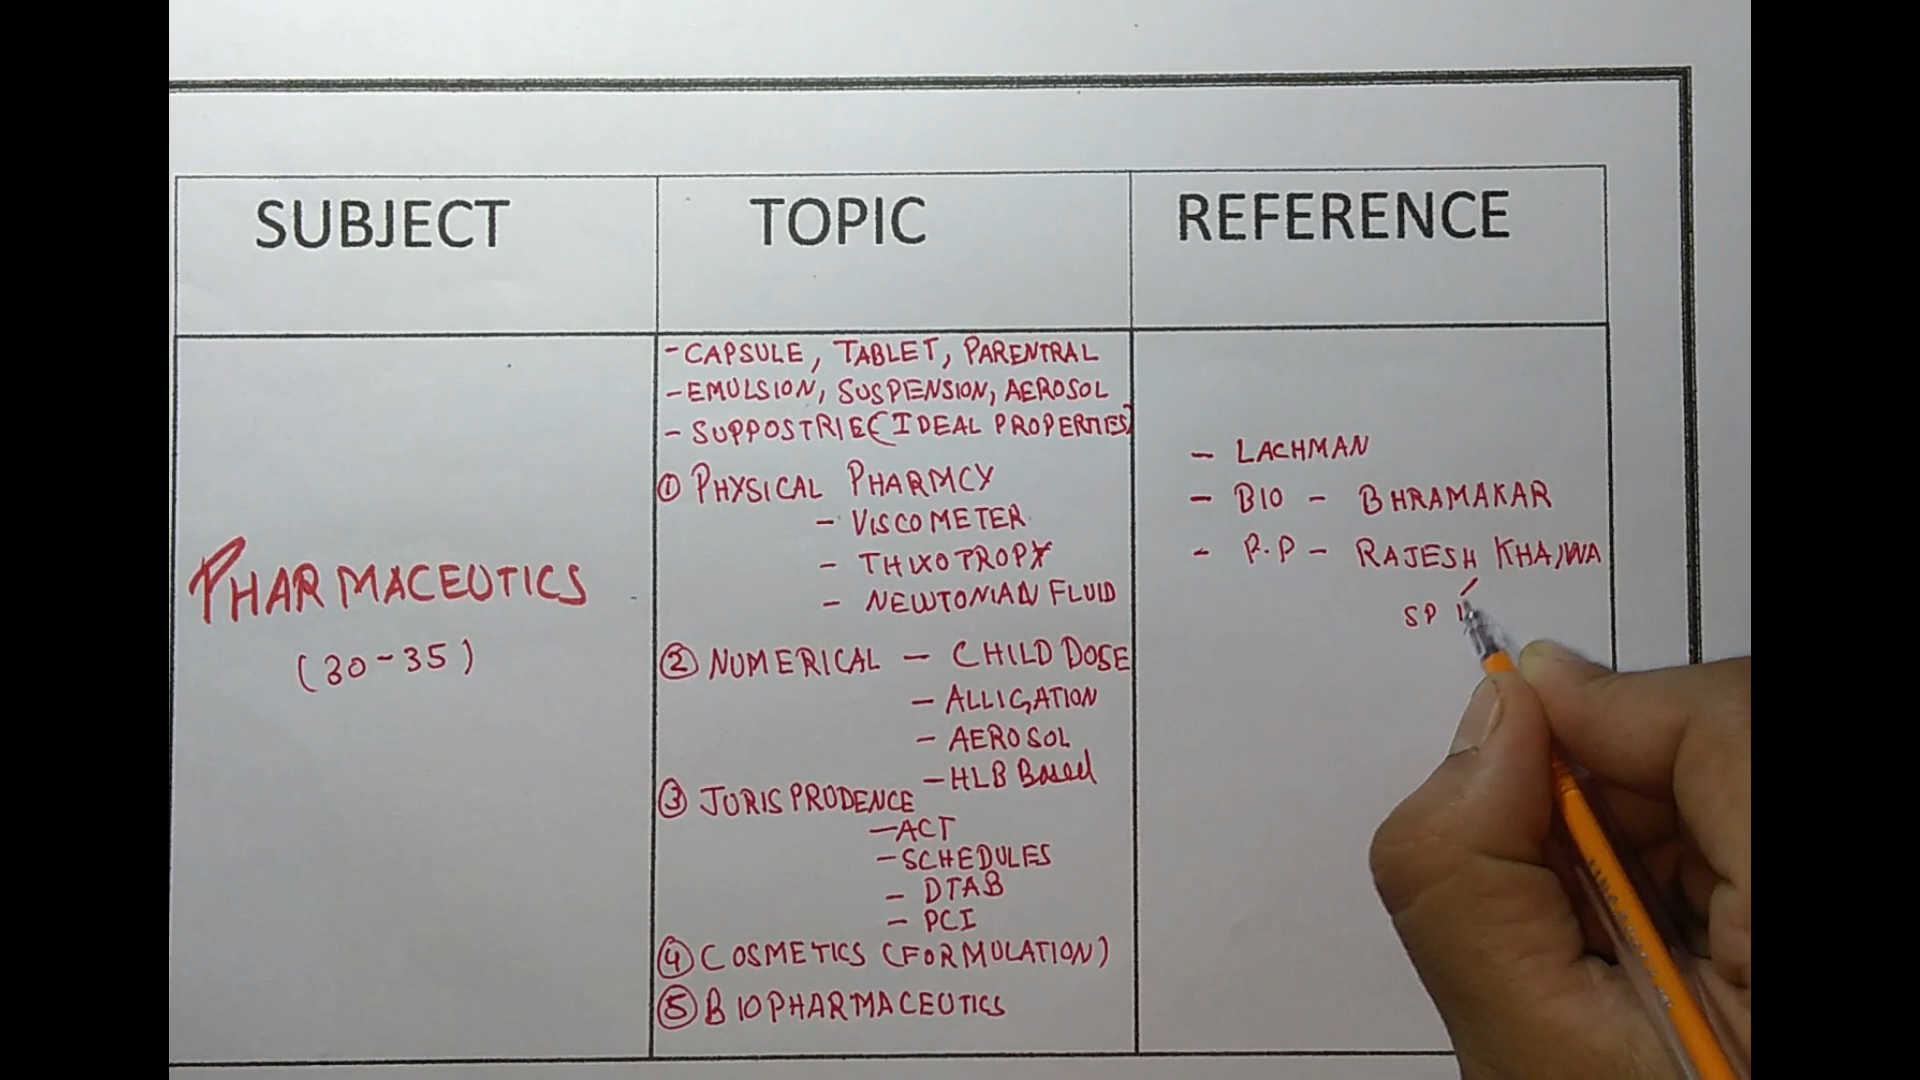 SUBJECT TOPIC REFERENCE
PHARMACEUTICS
(30-35)
- CAPSULE, TABLET, PARENTRAL
- EMULSION, SUSPENSION, AEROSOL
- SUPPOSTRIE (IDEAL PROPERTIES)
① PHYSICAL PHARMCY
- VISCOMETER
- THIXOTROPY
- NEWTONIAN FLUID
② NUMERICAL - CHILD DOSE
- ALLIGATION
- AEROSOL
- HLB Based
③ JURISPRUDENCE
- ACT
- SCHEDULES
- DTAB
- PCI
④ COSMETICS (FORMULATION)
⑤ BIOPHARMACEUTICS
- LACHMAN
- BIO - BHRAMAKAR
- P.P - RAJESH KHAJWA
SP